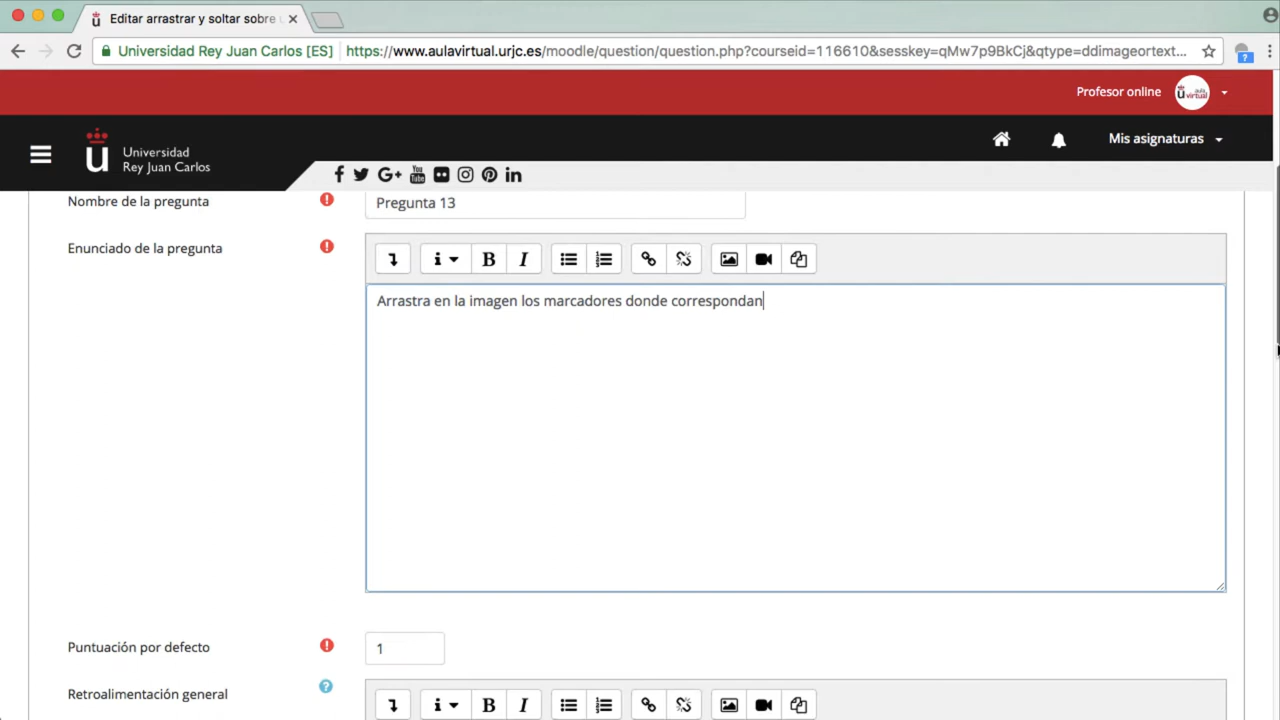 Editar arrastrar y soltar sobre
Universidad Rey Juan Carlos [ES]
https://www.aulavirtual.urjc.es/moodle/question/question.php?courseid=116610&sesskey=qMw7p9BkCj&qtype=ddimageortext...
Profesor online
aula
virtual
Universidad
Rey Juan Carlos
Mis asignaturas
Nombre de la pregunta
Pregunta 13
Enunciado de la pregunta
Arrastra en la imagen los marcadores donde correspondan
Puntuación por defecto
1
Retroalimentación general